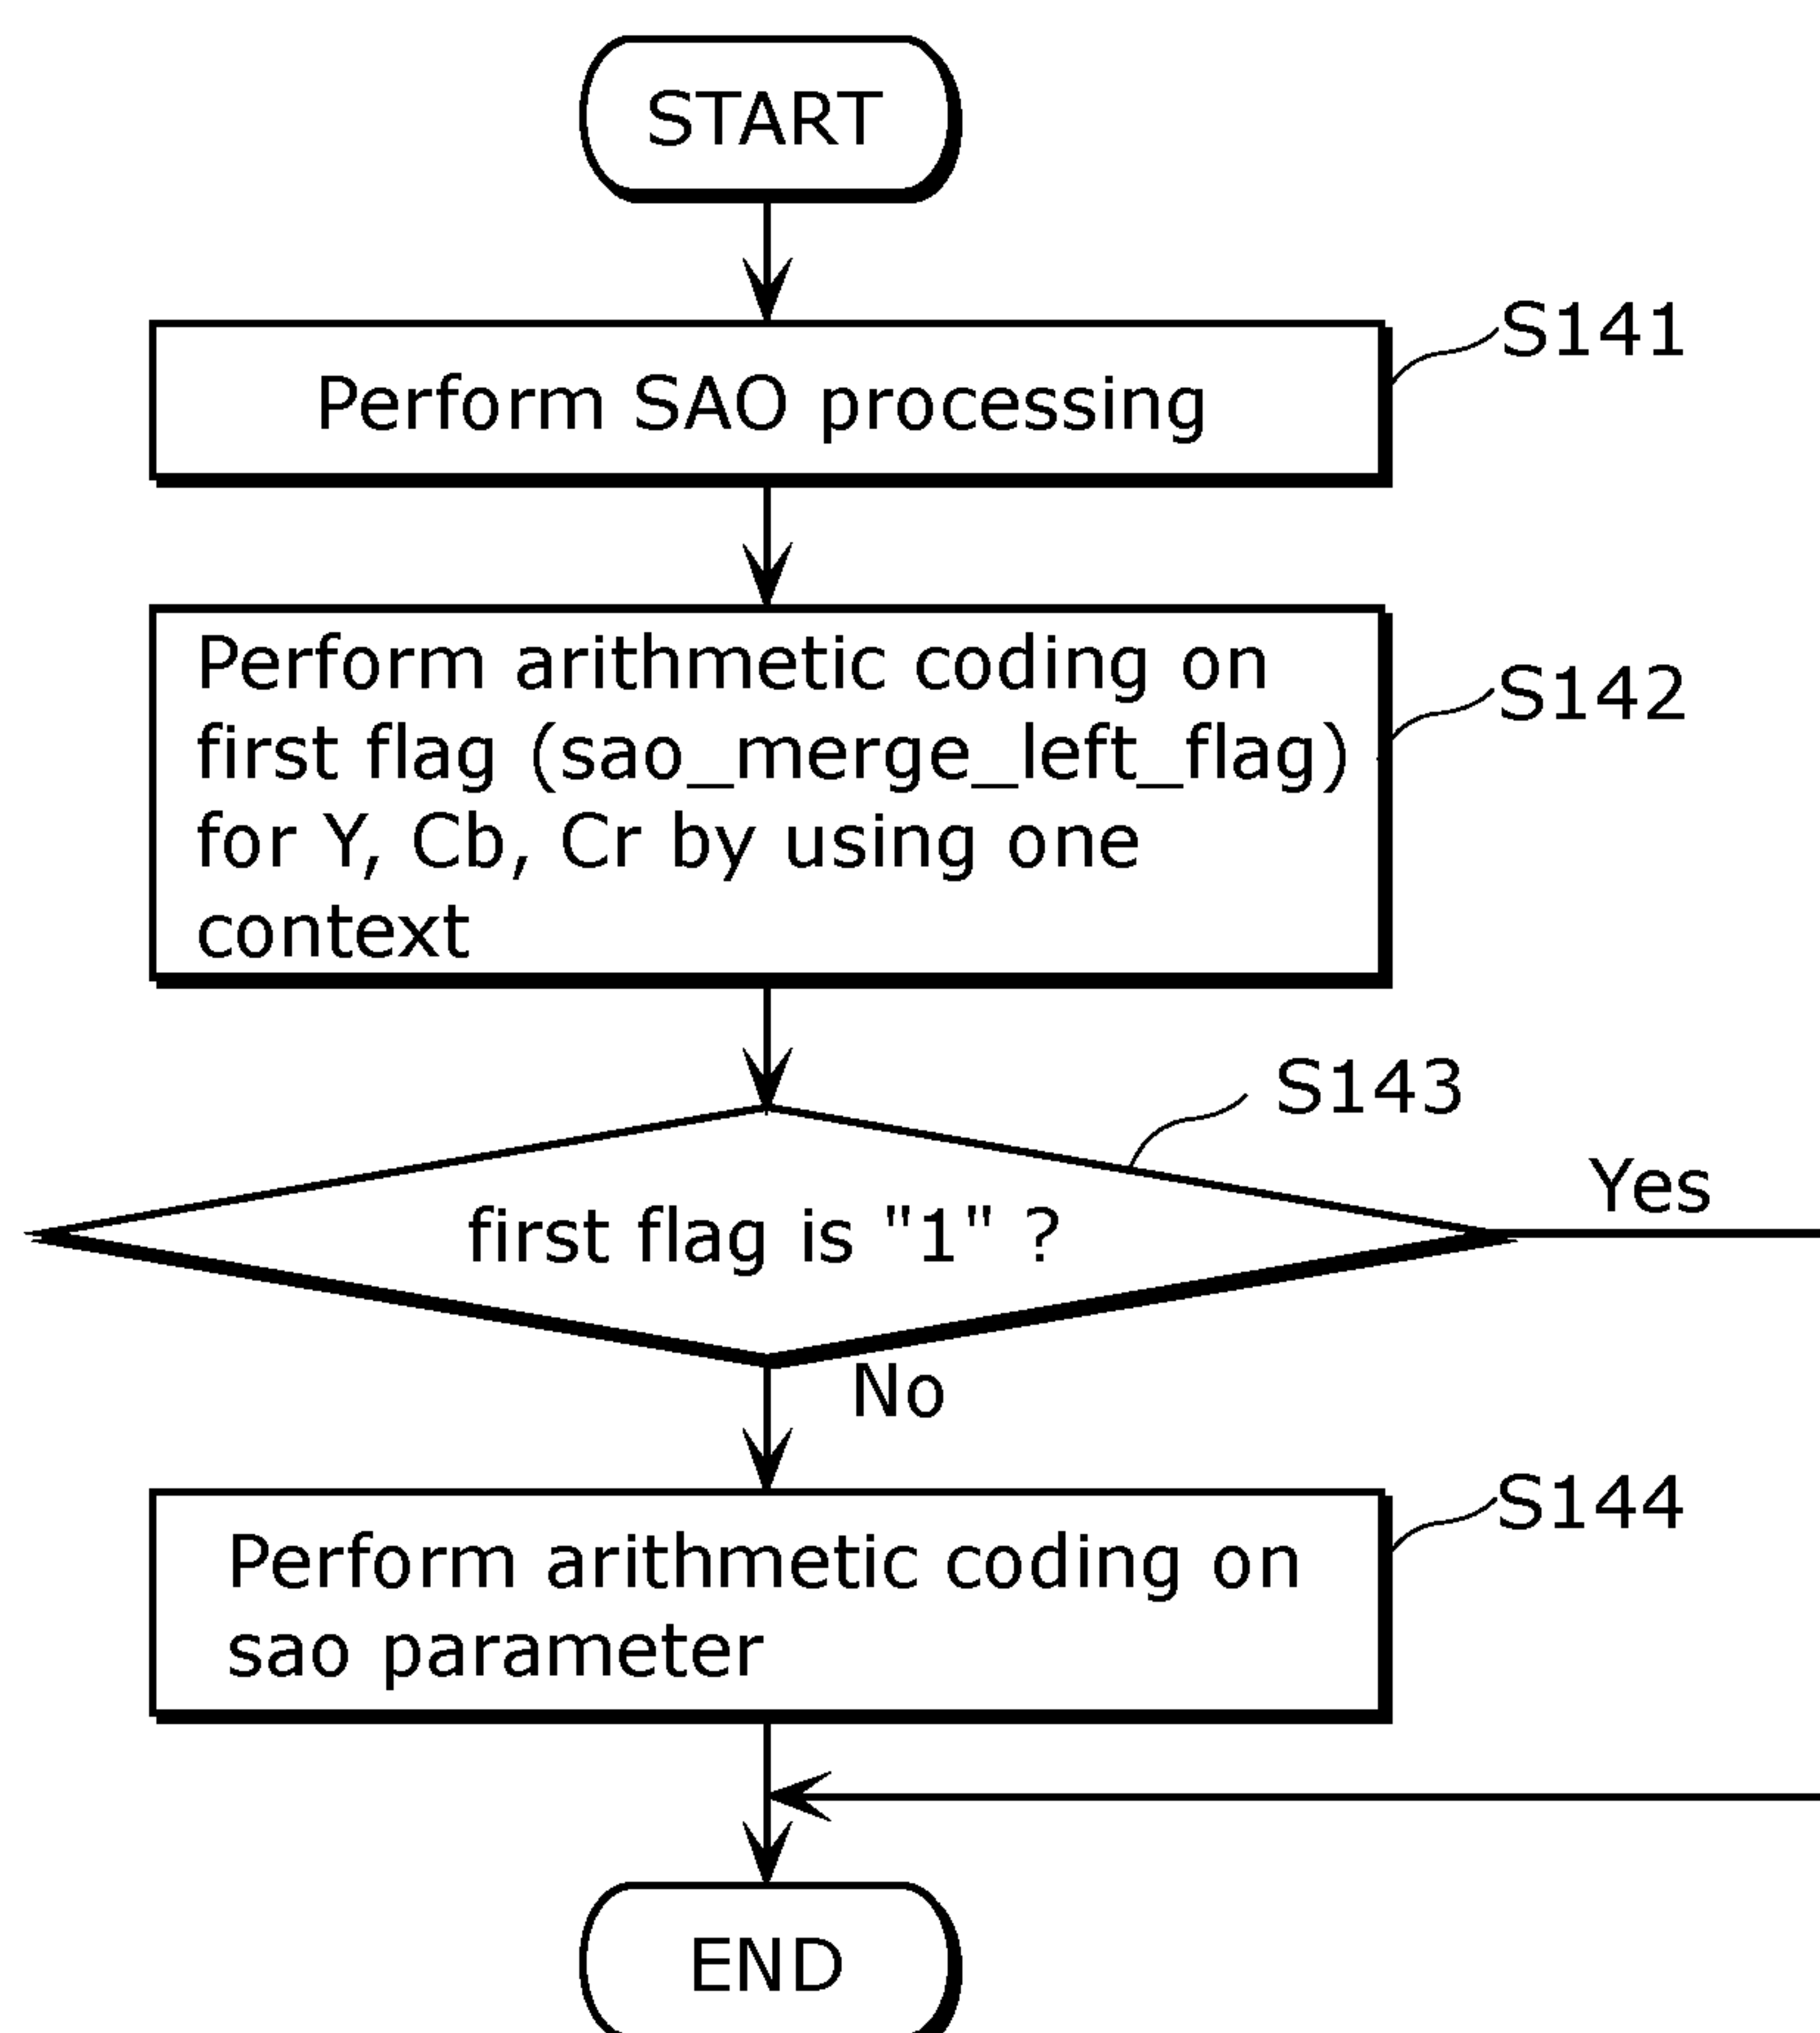 START
S141
Perform SAO processing
S142
Perform arithmetic coding on
first flag (sao_merge_left_flag)
for Y, Cb, Cr by using one
context
S143
Yes
first flag is "1" ?
No
S144
Perform arithmetic coding on
sao parameter
END